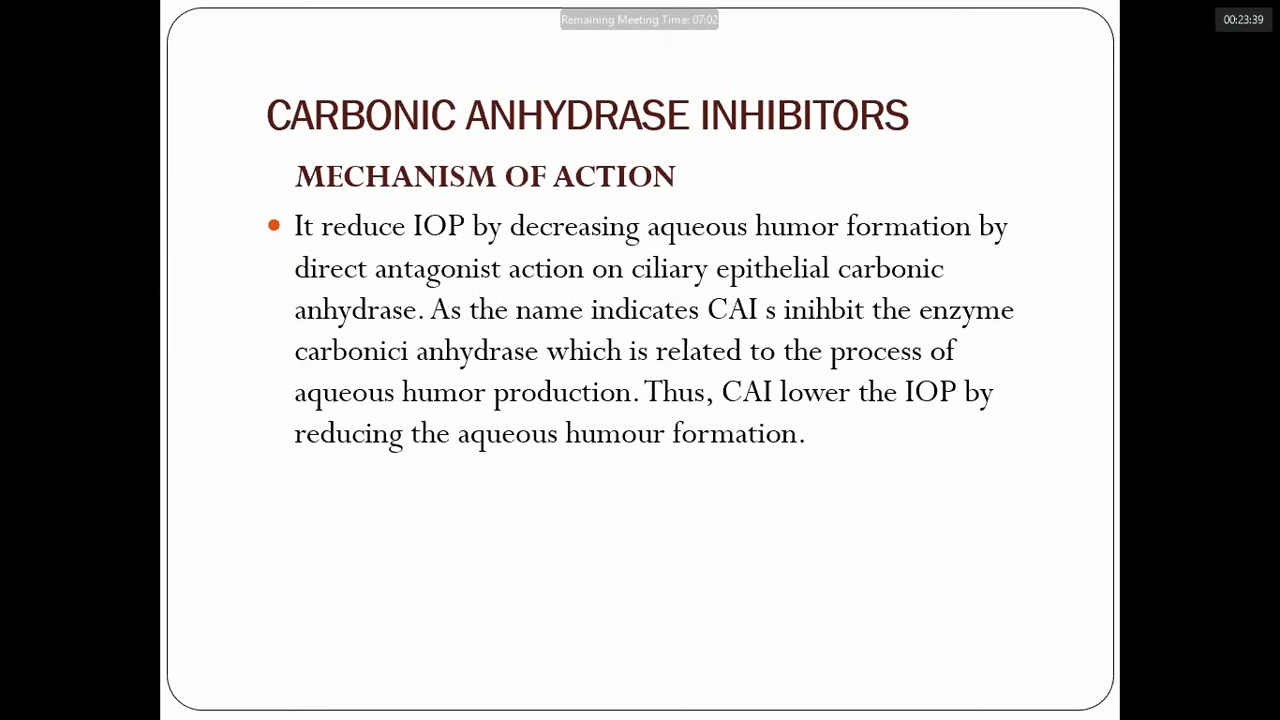 Remaining Meeting Time: 07:02
00:23:39
CARBONIC ANHYDRASE INHIBITORS
MECHANISM OF ACTION
It reduce IOP by decreasing aqueous humor formation by
direct antagonist action on ciliary epithelial carbonic
anhydrase. As the name indicates CAI s inihbit the enzyme
carbonici anhydrase which is related to the process of
aqueous humor production. Thus, CAI lower the IOP by
reducing the aqueous humour formation.